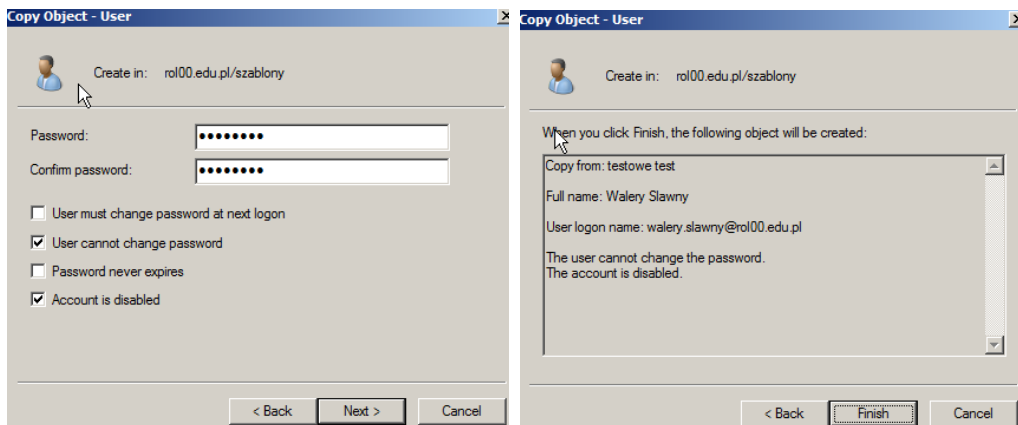 Copy Object - User
Create in: rol00.edu.pl/szablony
Password:
Confirm password:
User must change password at next logon
User cannot change password
Password never expires
Account is disabled
< Back Next > Cancel
Copy Object - User
Create in: rol00.edu.pl/szablony
When you click Finish, the following object will be created:
Copy from: testowe test
Full name: Walery Slawny
User logon name: walery.slawny@rol00.edu.pl
The user cannot change the password.
The account is disabled.
< Back Finish Cancel